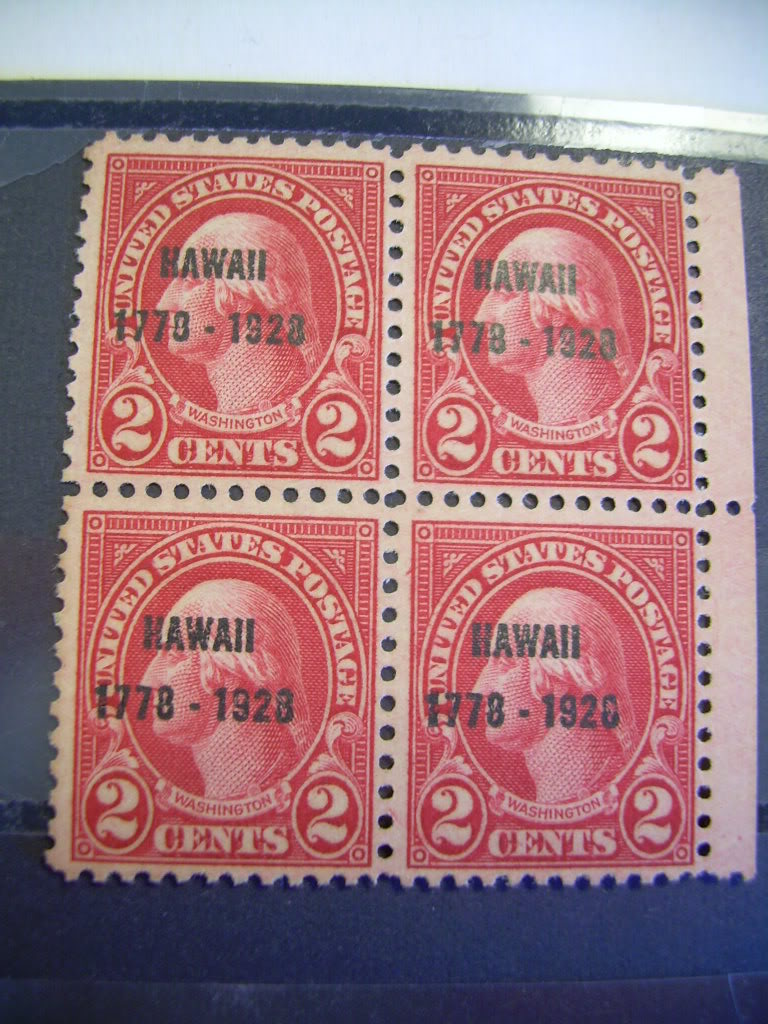 UNITED STATES POSTAGE
HAWAII
1778 - 1928
WASHINGTON
2 CENTS 2
UNITED STATES POSTAGE
HAWAII
1778 - 1928
WASHINGTON
2 CENTS 2
UNITED STATES POSTAGE
HAWAII
1778 - 1928
WASHINGTON
2 CENTS 2
UNITED STATES POSTAGE
HAWAII
1778 - 1928
WASHINGTON
2 CENTS 2